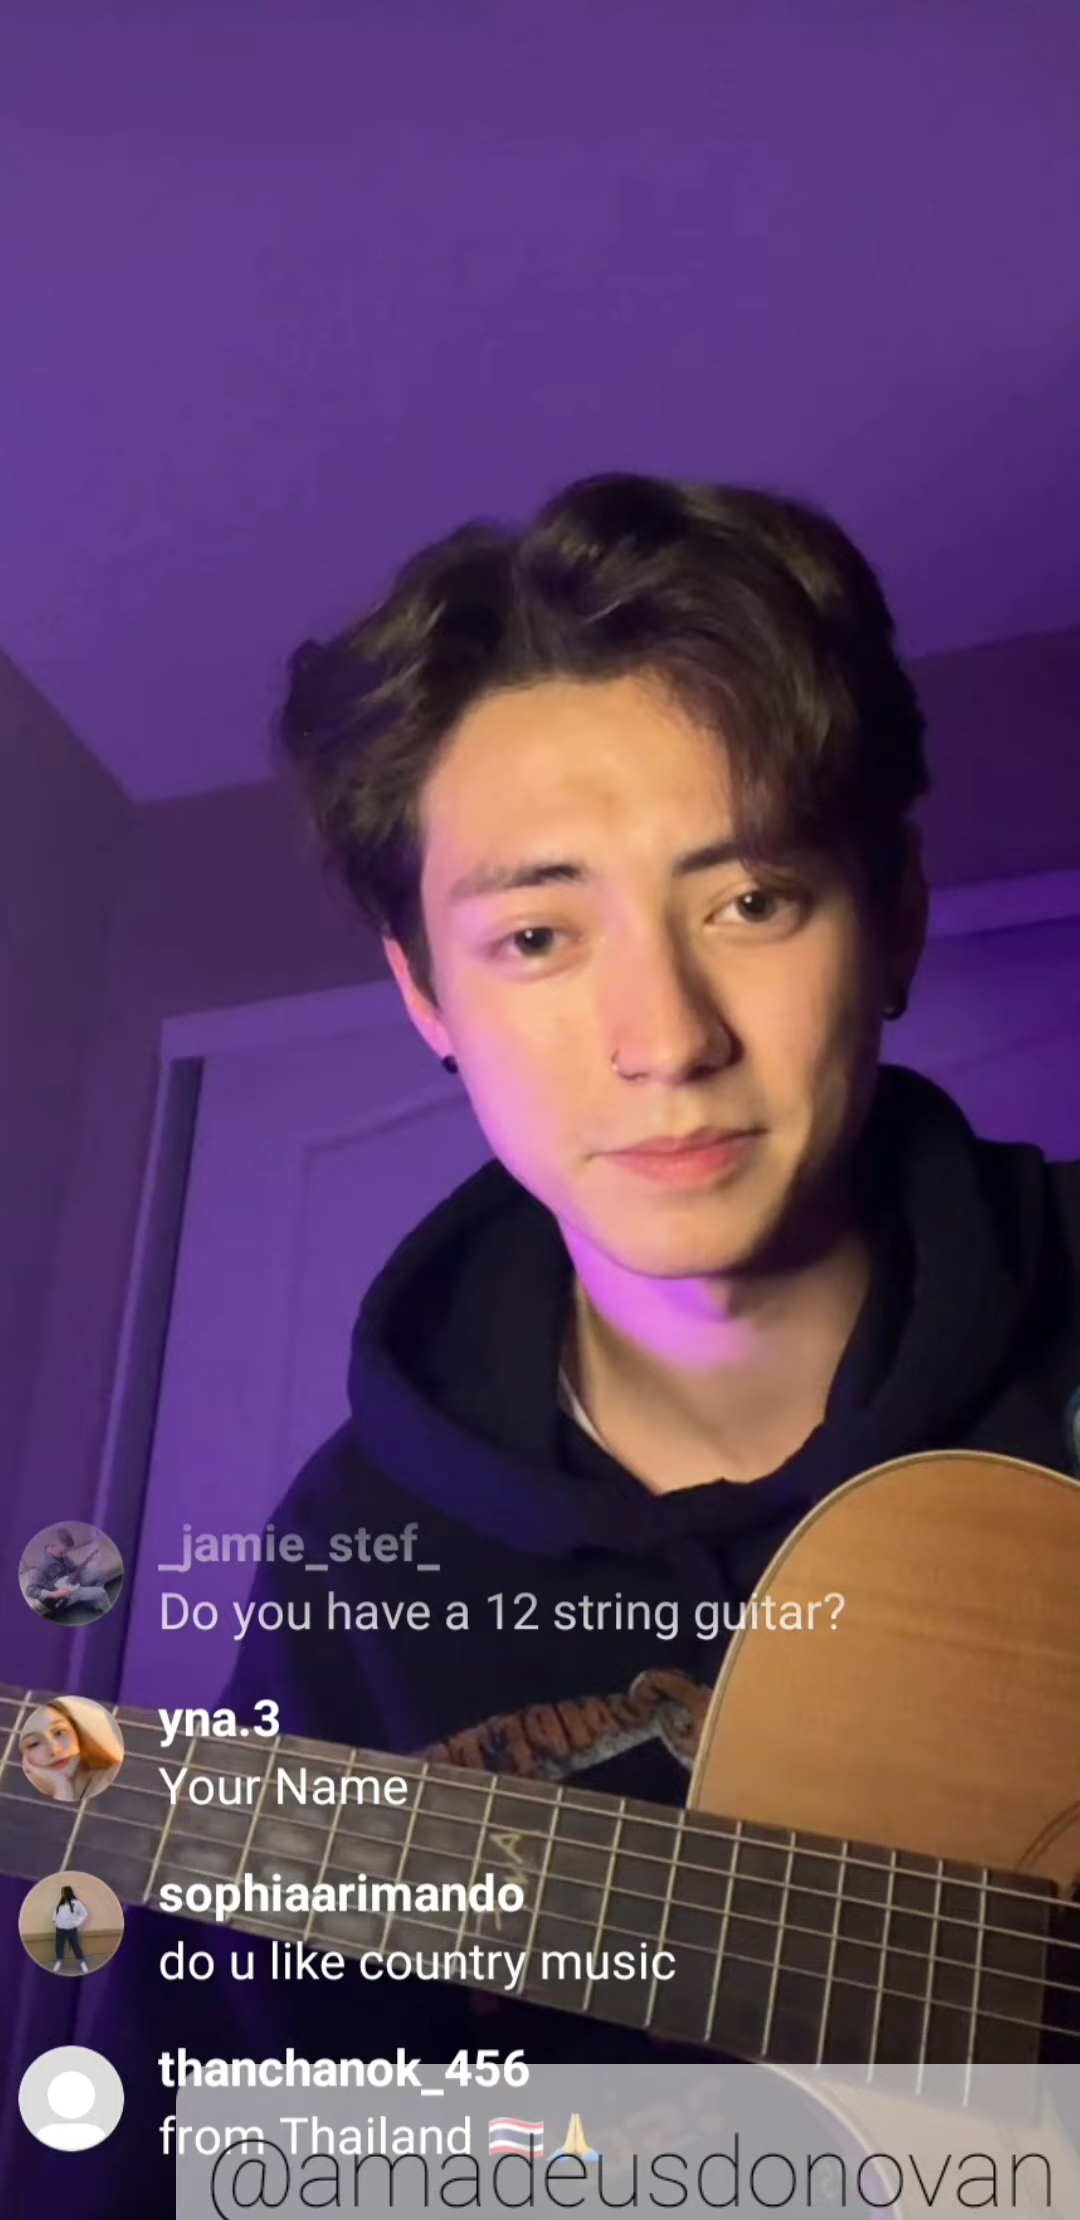 _jamie_stef_
Do you have a 12 string guitar?
yna.3
Your Name
sophiaarimando
do u like country music
thanchanok_456
from Thailand 🇹🇭🙏
@amadeusdonovan